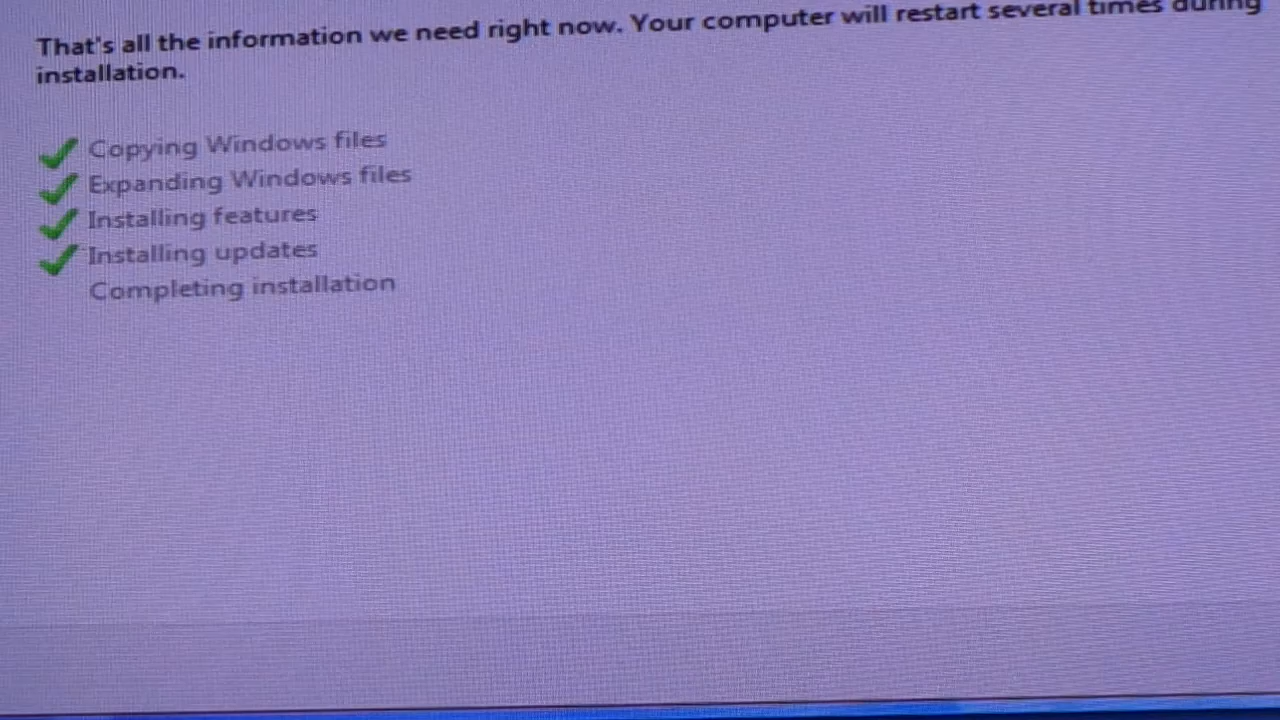 That's all the information we need right now. Your computer will restart several times during
installation.
Copying Windows files
Expanding Windows files
Installing features
Installing updates
Completing installation